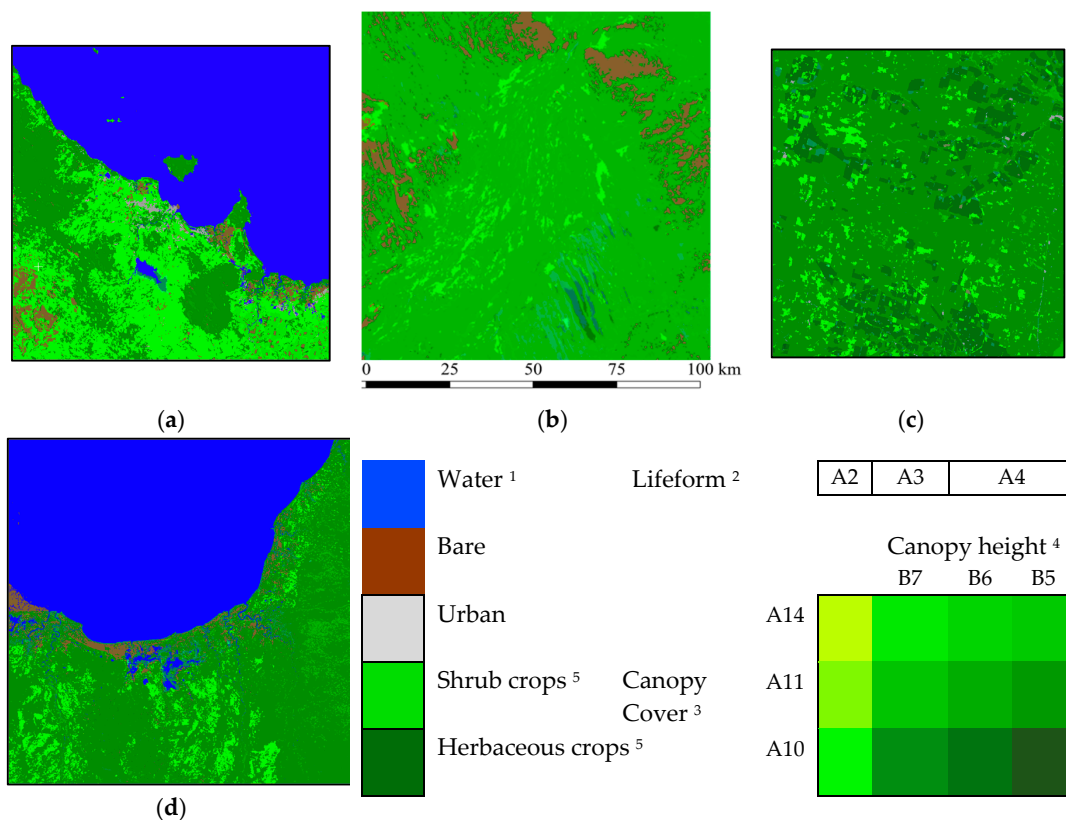 0 25 50 75 100 km
(a) (b) (c)
Water 1 Lifeform 2 A2 A3 A4
Bare
Canopy height 4
B7 B6 B5
Urban A14
Shrub crops 5 Canopy Cover 3 A11
Herbaceous crops 5 A10
(d)